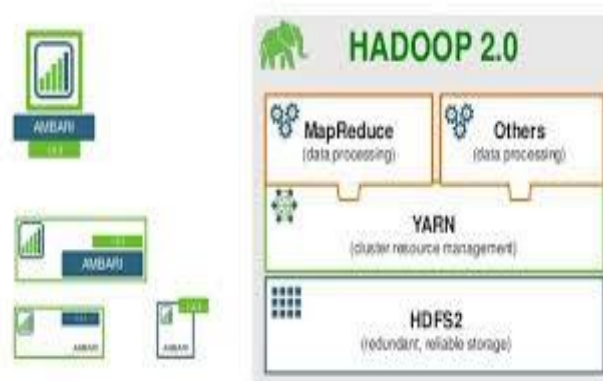 AMBARI
AMBARI
AMBARI
AMBARI
HADOOP 2.0
MapReduce
(data processing)
Others
(data processing)
YARN
(cluster resource management)
HDFS2
(redundant, reliable storage)